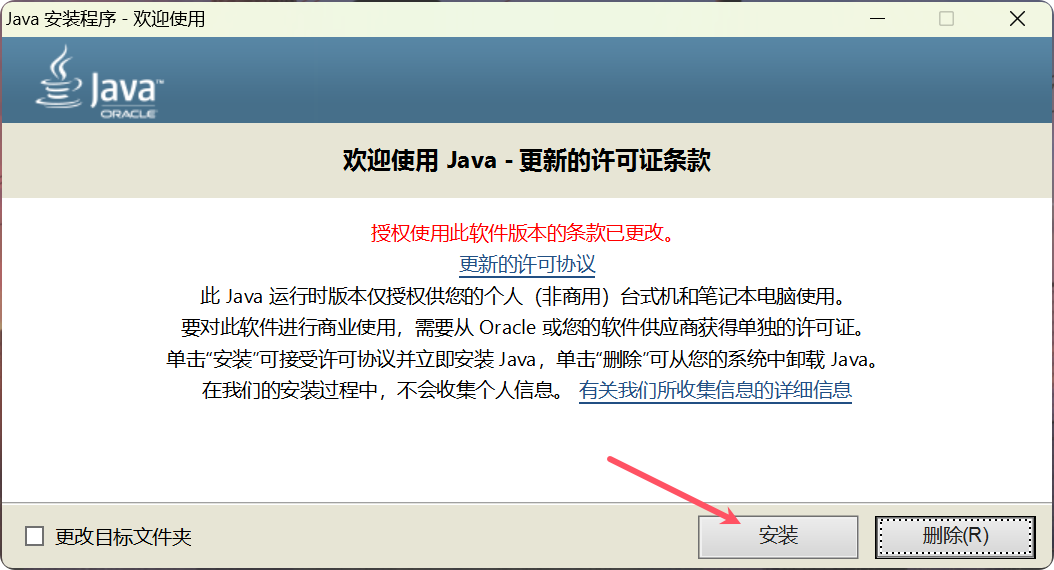 Java 安装程序 - 欢迎使用
Java™
ORACLE
欢迎使用 Java - 更新的许可证条款
授权使用此软件版本的条款已更改。
更新的许可协议
此 Java 运行时版本仅授权供您的个人（非商用）台式机和笔记本电脑使用。
要对此软件进行商业使用，需要从 Oracle 或您的软件供应商获得单独的许可证。
单击“安装”可接受许可协议并立即安装 Java，单击“删除”可从您的系统中卸载 Java。
在我们的安装过程中，不会收集个人信息。 有关我们所收集信息的详细信息
更改目标文件夹
安装
删除(R)